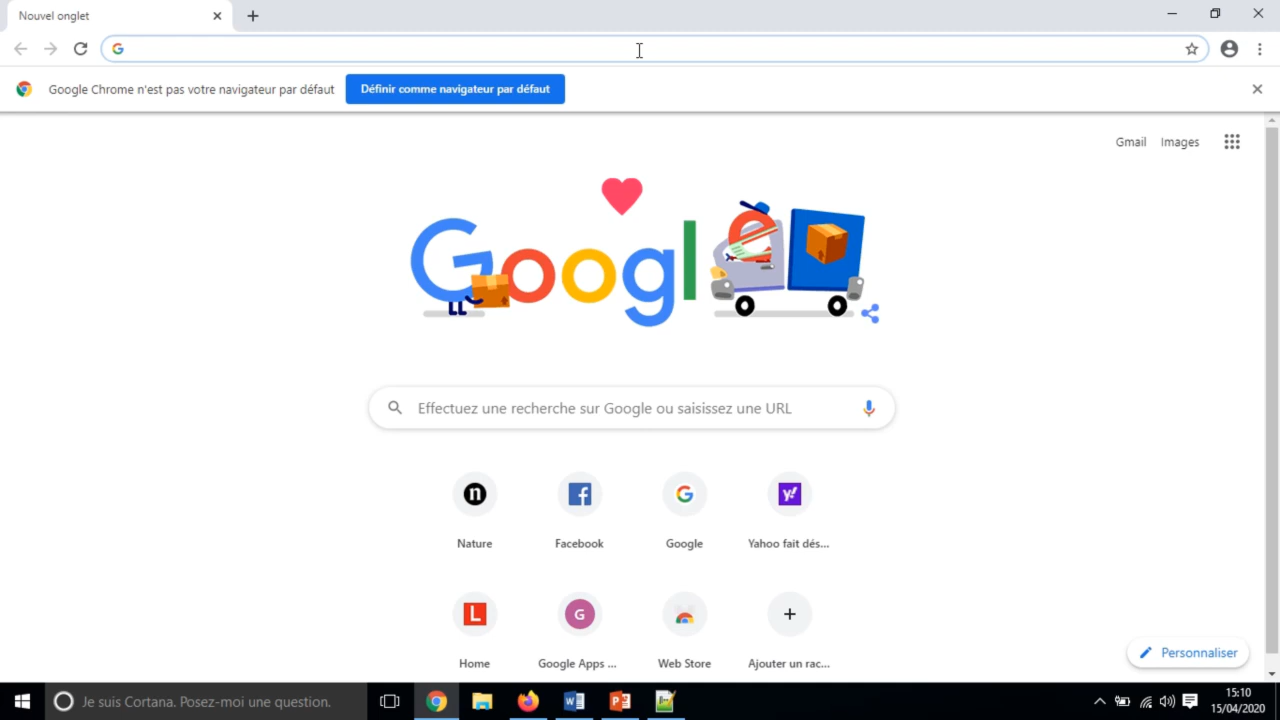 Nouvel onglet
Google Chrome n'est pas votre navigateur par défaut
Définir comme navigateur par défaut
Gmail Images
Google
Effectuez une recherche sur Google ou saisissez une URL
Nature Facebook Google Yahoo fait dés...
Home Google Apps ... Web Store Ajouter un rac...
Personnaliser
Je suis Cortana. Posez-moi une question.
15:10
15/04/2020